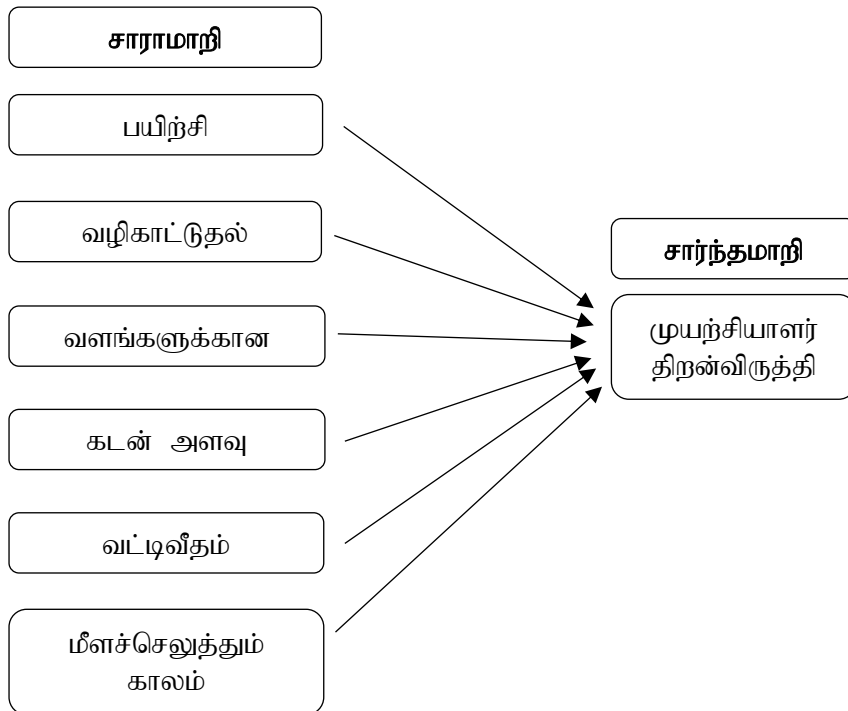 சாராமாறி
பயிற்சி
வழிகாட்டுதல்
வளங்களுக்கான
கடன் அளவு
வட்டிவீதம்
மீளச்செலுத்தும்
காலம்
சார்ந்தமாறி
முயற்சியாளர்
திறன்விருத்தி